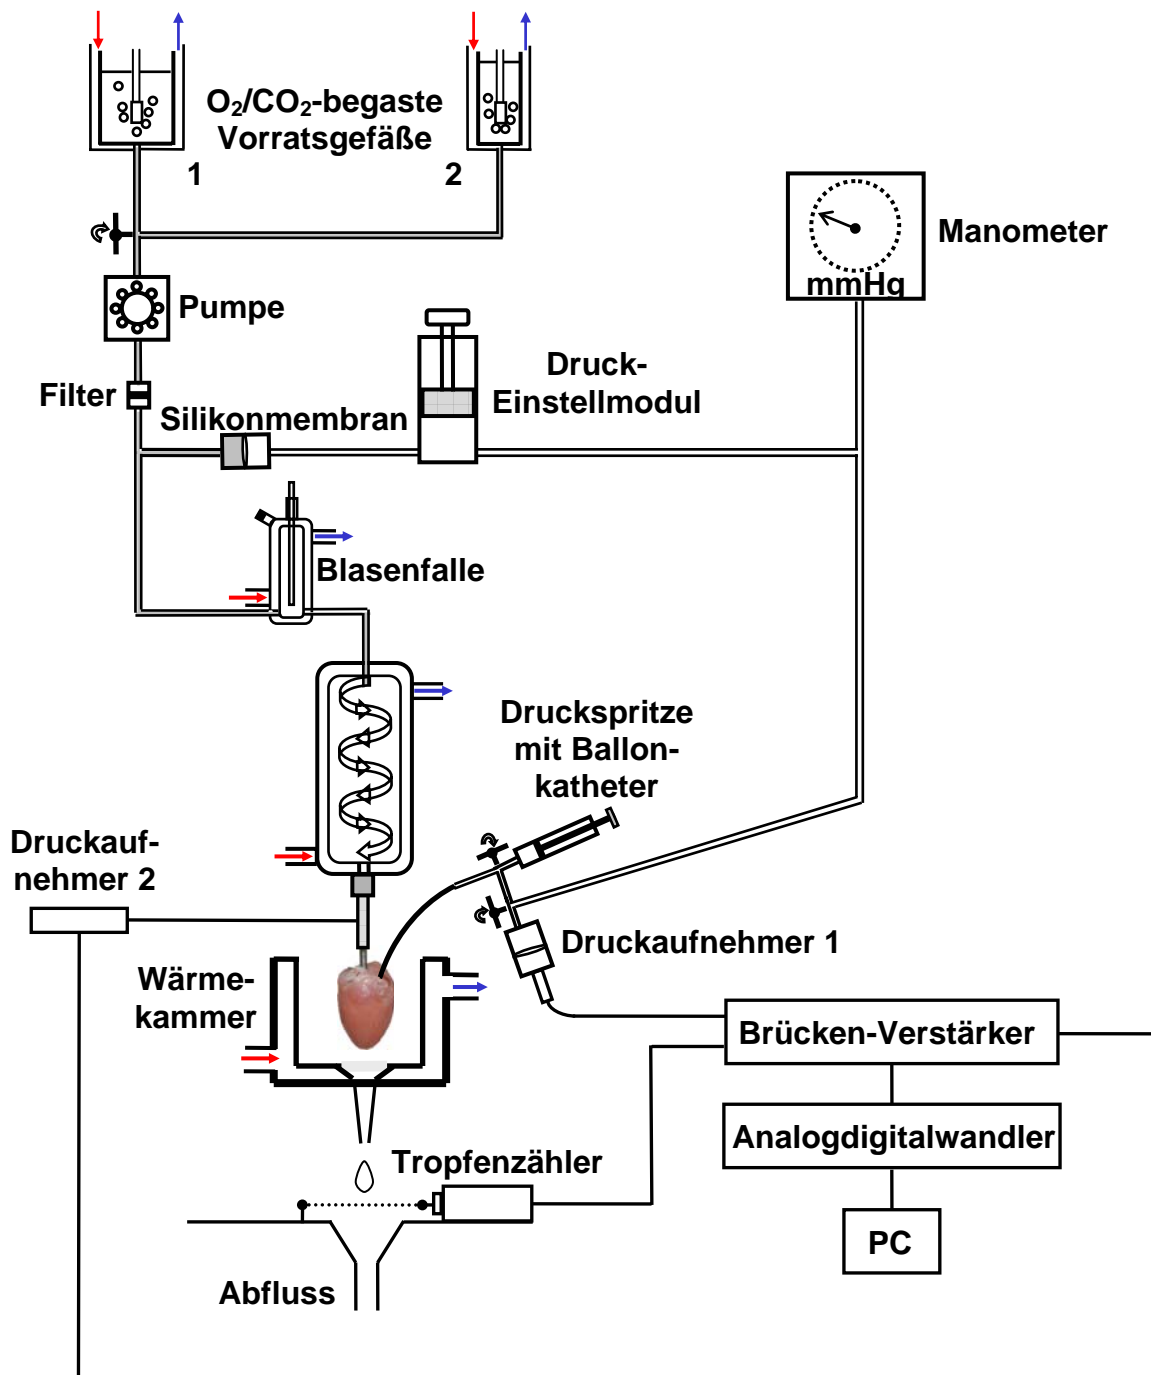 O₂/CO₂-begaste
Vorratsgefäße
1
2
Manometer
mmHg
Pumpe
Druck-
Einstellmodul
Filter
Silikonmembran
Blasenfalle
Druckspritze
mit Ballon-
katheter
Druckauf-
nehmer 2
Druckaufnehmer 1
Wärme-
kammer
Brücken-Verstärker
Analogdigitalwandler
Tropfenzähler
PC
Abfluss